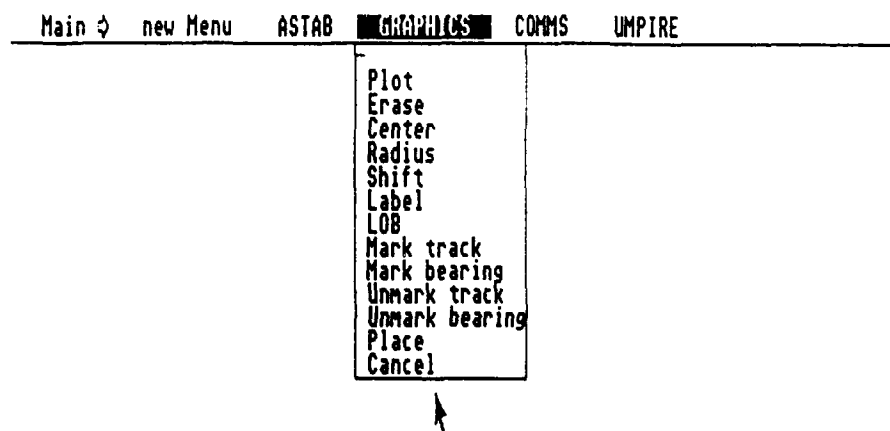 Main ➩ new Menu ASTAB GRAPHICS COMMS UMPIRE
Plot
Erase
Center
Radius
Shift
Label
LOB
Mark track
Mark bearing
Unmark track
Unmark bearing
Place
Cancel